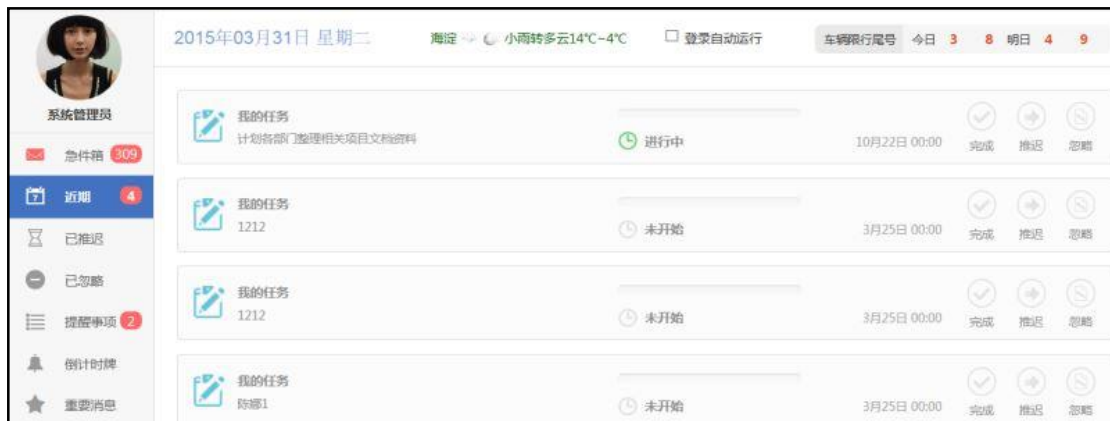 2015年03月31日 星期二 海淀 小雨转多云14℃~4℃ 登录自动运行 车辆限行尾号 今日 3 8 明日 4 9
系统管理员
急件箱 309
近期 4
已推迟
已忽略
提醒事项 2
倒计时牌
重要消息
我的任务
计划各部门整理相关项目文档资料
进行中 10月22日 00:00 完成 推迟 忽略
我的任务
1212
未开始 3月25日 00:00 完成 推迟 忽略
我的任务
1212
未开始 3月25日 00:00 完成 推迟 忽略
我的任务
陈娜1
未开始 3月25日 00:00 完成 推迟 忽略